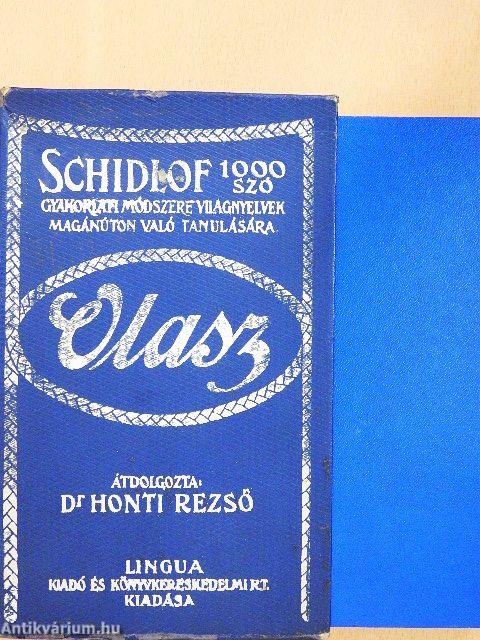 SCHIDLOF 1000 SZÓ
GYAKORLATI MÓDSZERE VILÁGNYELVEK
MAGÁNÚTON VALÓ TANULÁSÁRA
Olasz
ÁTDOLGOZTA:
Dr HONTI REZSŐ
LINGUA
KIADÓ ÉS KÖNYVKERESKEDELMI R.T.
KIADÁSA
Antikvárium.hu